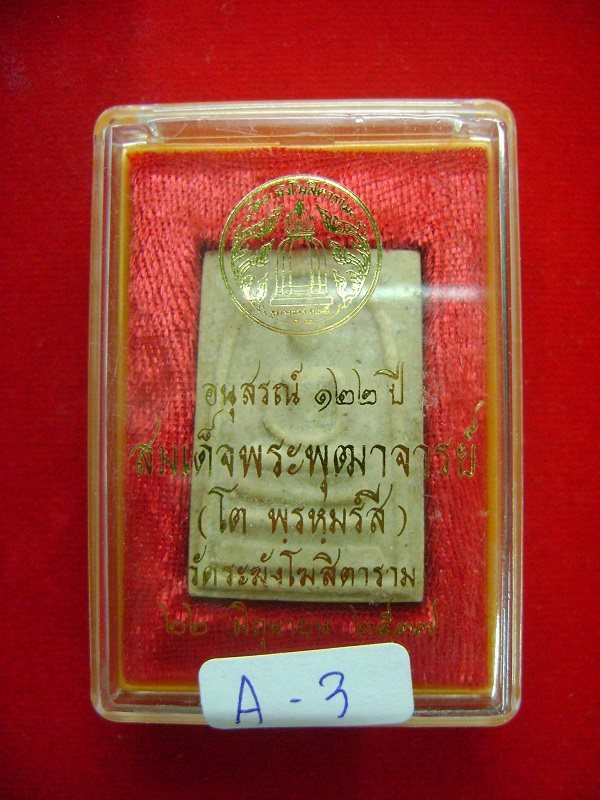 อนุสรณ์ ๑๒๒ ปี
สมเด็จพระพุฒาจารย์
(โต พฺรหฺมรํสี)
วัดระฆังโฆสิตาราม
๒๒ มิถุนายน ๒๕๓๗
A - 3